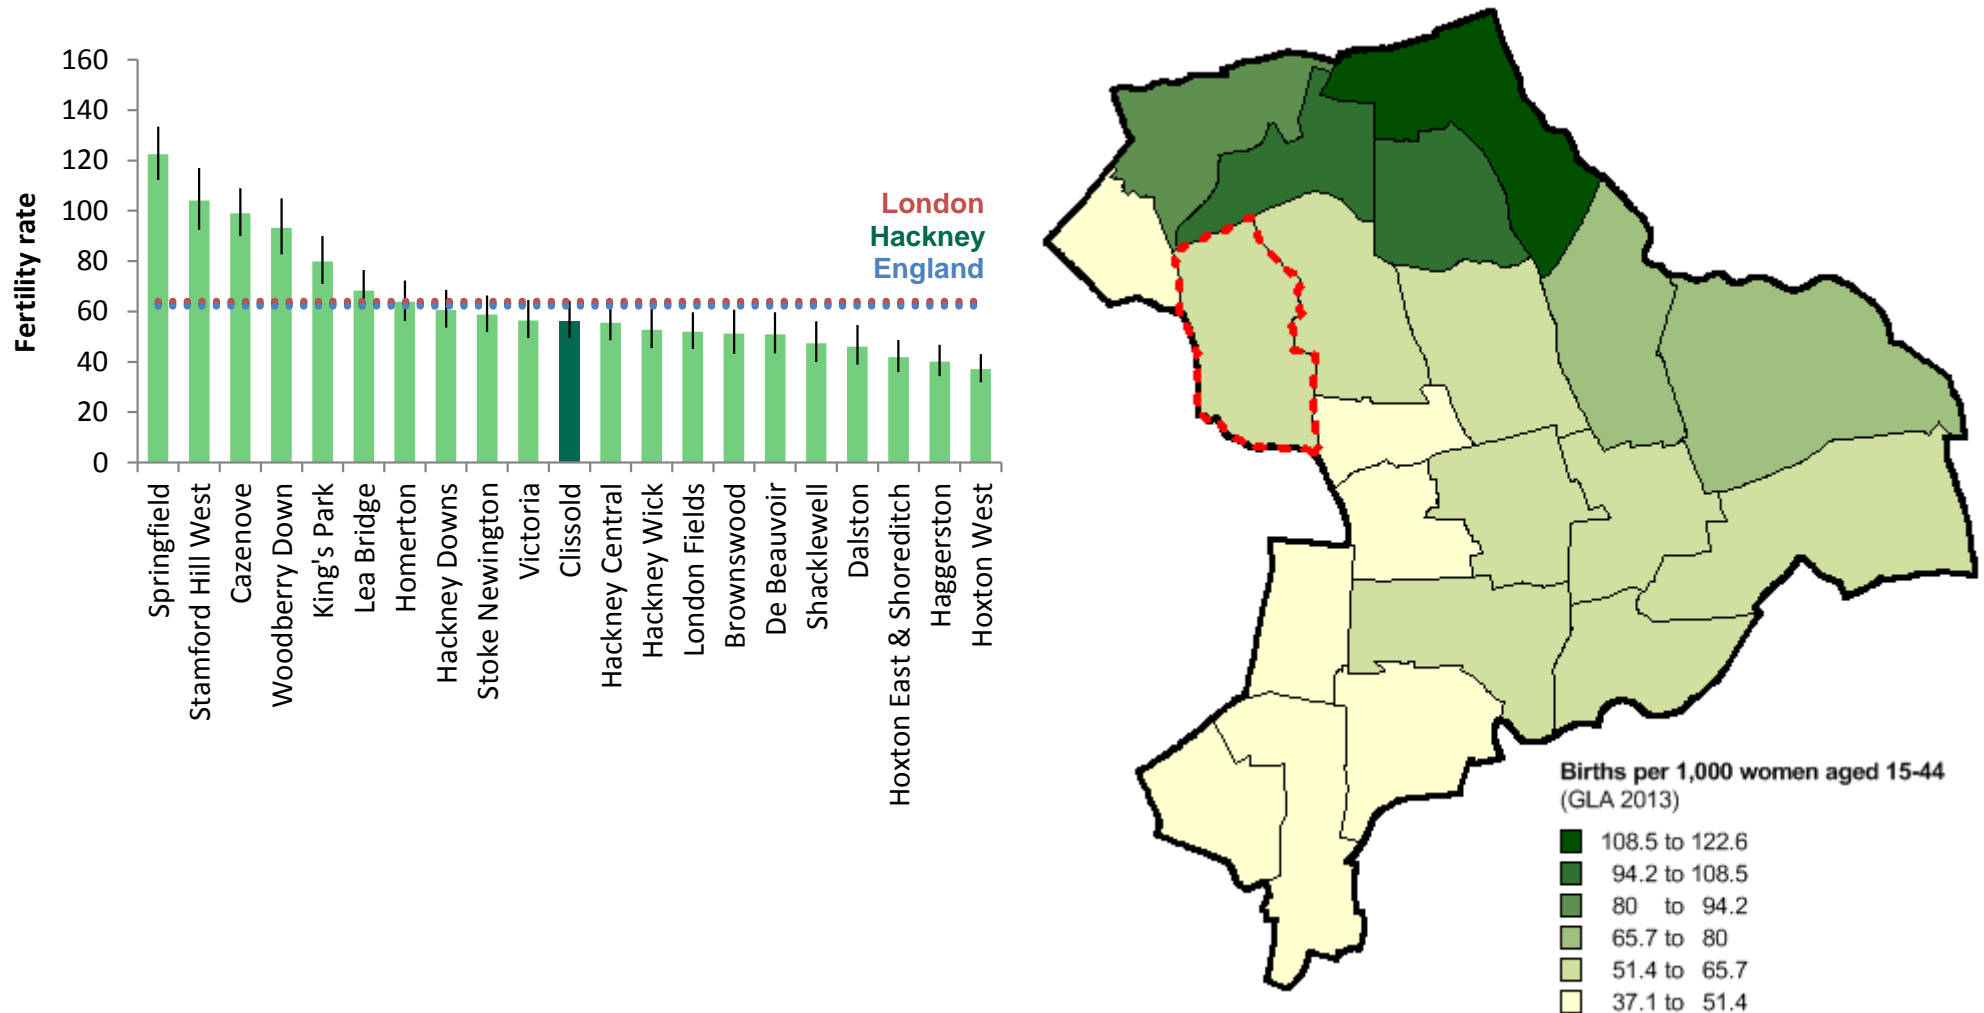 160
140
120
100
80
60
40
20
0
Fertility rate
London
Hackney
England
Springfield
Stamford Hill West
Cazenove
Woodberry Down
King's Park
Lea Bridge
Homerton
Hackney Downs
Stoke Newington
Victoria
Clissold
Hackney Central
Hackney Wick
London Fields
Brownswood
De Beauvoir
Shacklewell
Dalston
Hoxton East & Shoreditch
Haggerston
Hoxton West
Births per 1,000 women aged 15-44
(GLA 2013)
108.5 to 122.6
94.2 to 108.5
80 to 94.2
65.7 to 80
51.4 to 65.7
37.1 to 51.4